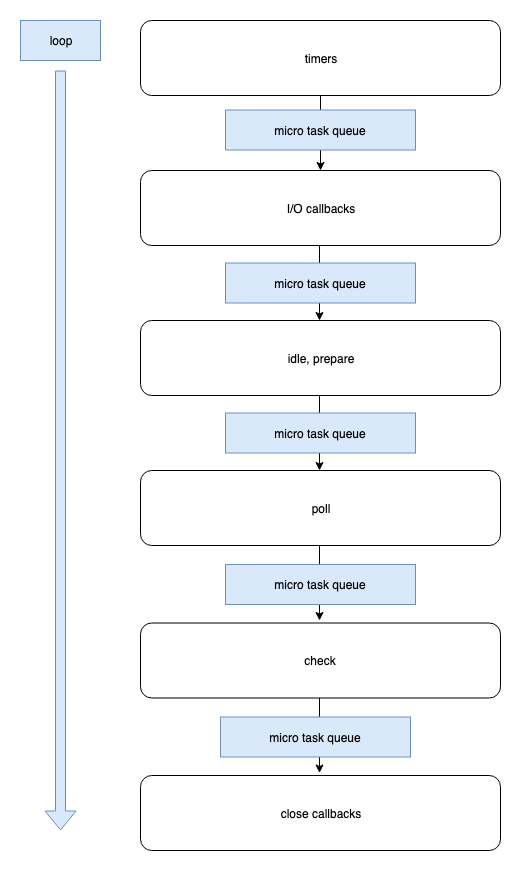 loop
timers
micro task queue
I/O callbacks
micro task queue
idle, prepare
micro task queue
poll
micro task queue
check
micro task queue
close callbacks